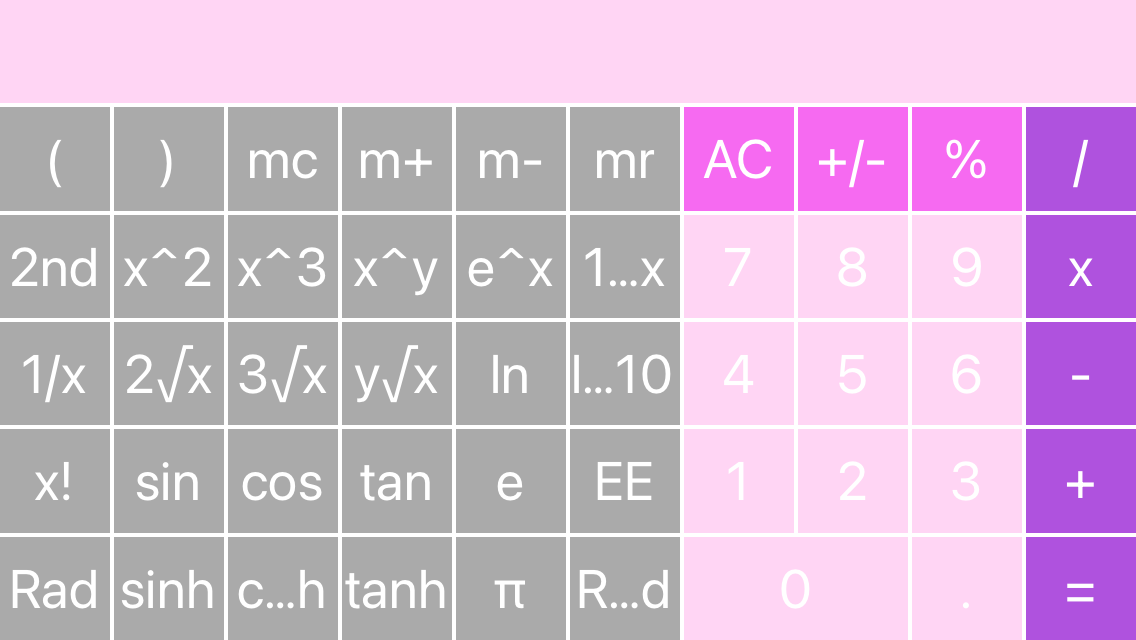 ( ) mc m+ m- mr AC +/- % /
2nd x^2 x^3 x^y e^x 1...x 7 8 9 x
1/x 2√x 3√x y√x ln l...10 4 5 6 -
x! sin cos tan e EE 1 2 3 +
Rad sinh c...h tanh π R...d 0 . =